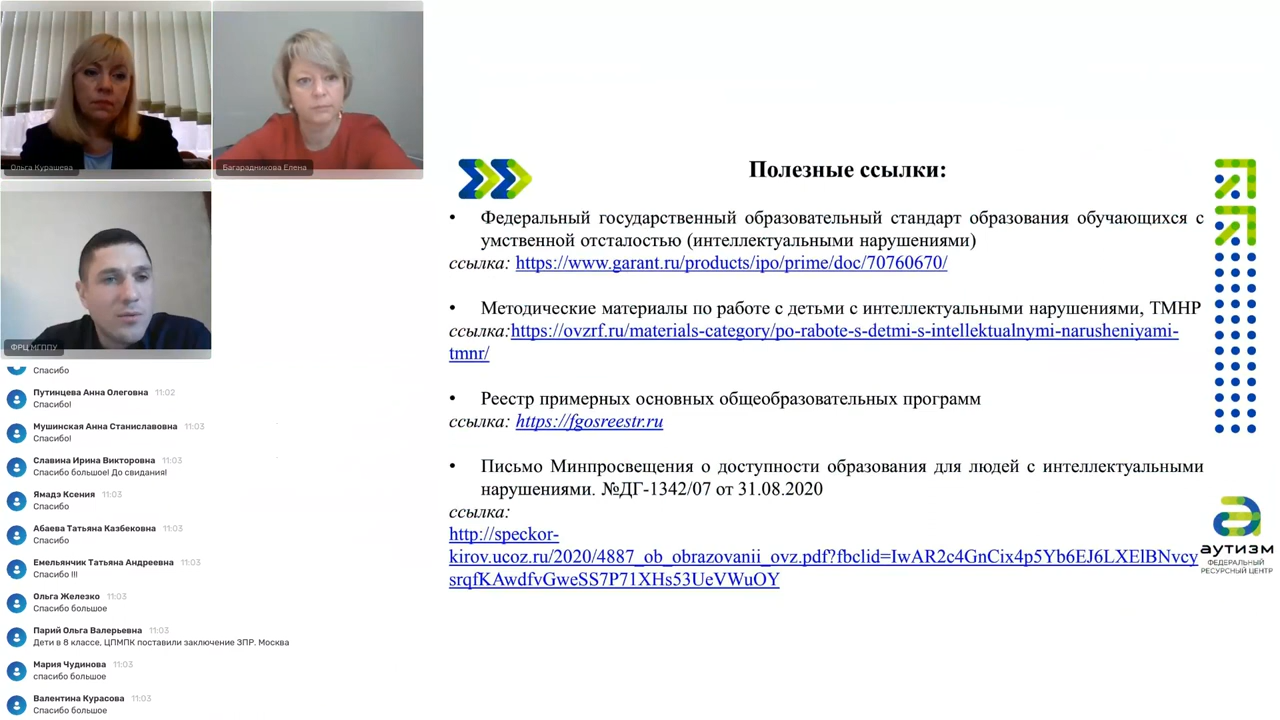 Ольга Курашева
Багарадникова Елена
ФРЦ МГППУ
Спасибо
Путинцева Анна Олеговна 11:02
Спасибо!
Мушинская Анна Станиславовна 11:03
Спасибо!
Славина Ирина Викторовна 11:03
Спасибо большое! До свидания!
Ямадэ Ксения 11:03
Спасибо
Абаева Татьяна Казбековна 11:03
Спасибо
Емельянчик Татьяна Андреевна 11:03
Спасибо !!!
Ольга Железко 11:03
Спасибо большое
Парий Ольга Валерьевна 11:03
Дети в 8 классе, ЦПМПК поставили заключение ЗПР. Москва
Мария Чудинова 11:03
спасибо большое
Валентина Курасова 11:03
Спасибо большое
Полезные ссылки:
• Федеральный государственный образовательный стандарт образования обучающихся с
умственной отсталостью (интеллектуальными нарушениями)
ссылка: https://www.garant.ru/products/ipo/prime/doc/70760670/
• Методические материалы по работе с детьми с интеллектуальными нарушениями, ТМНР
ссылка:https://ovzrf.ru/materials-category/po-rabote-s-detmi-s-intellektualnymi-narusheniyami-
tmnr/
• Реестр примерных основных общеобразовательных программ
ссылка: https://fgosreestr.ru
• Письмо Минпросвещения о доступности образования для людей с интеллектуальными
нарушениями. №ДГ-1342/07 от 31.08.2020
ссылка:
http://speckor-
kirov.ucoz.ru/2020/4887_ob_obrazovanii_ovz.pdf?fbclid=IwAR2c4GnCix4p5Yb6EJ6LXElBNvcy
srqfKAwdfvGweSS7P71XHs53UeVWuOY
аутизм
ФЕДЕРАЛЬНЫЙ
РЕСУРСНЫЙ ЦЕНТР